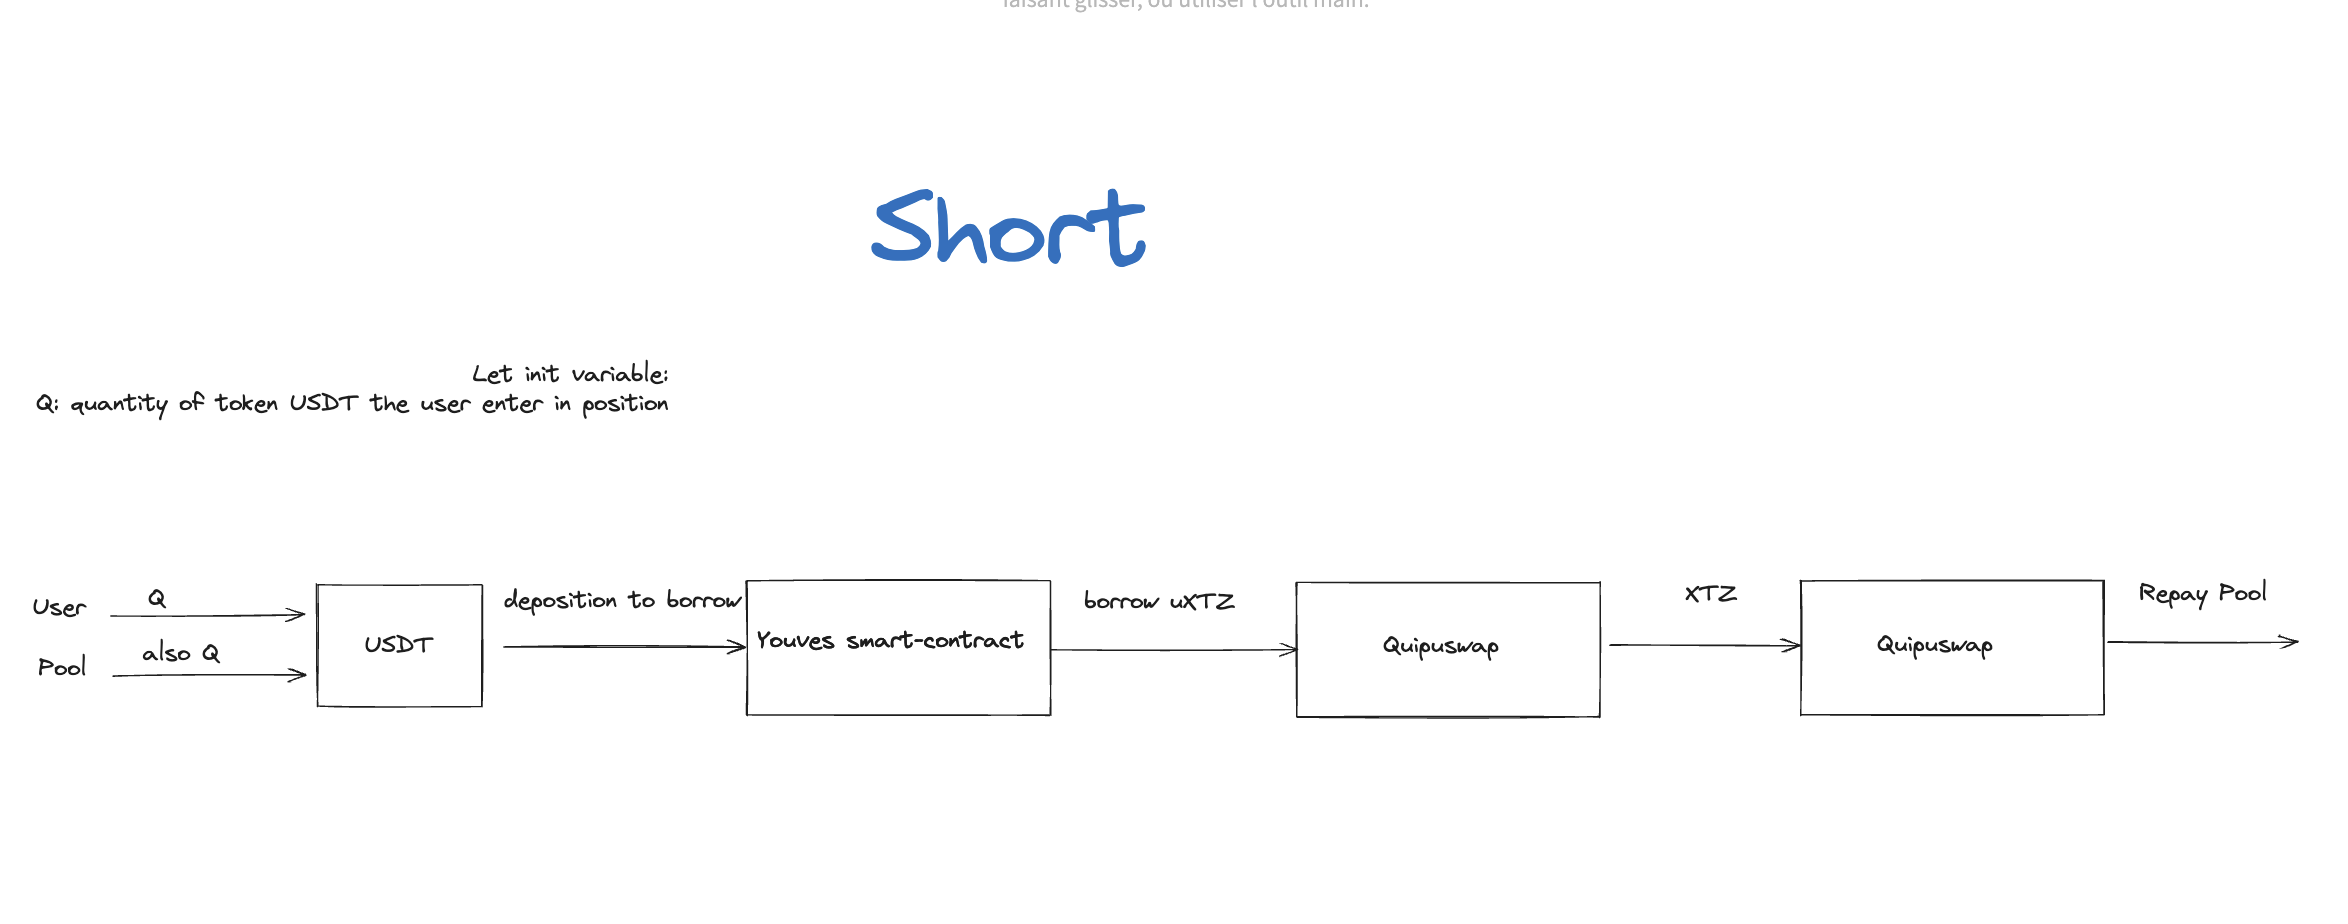 faisant glisser, ou utiliser l'outil main.
Short
Let init variable:
Q: quantity of token USDT the user enter in position
User
Q
Pool
also Q
USDT
deposition to borrow
Youves smart-contract
borrow uXTZ
Quipuswap
XTZ
Quipuswap
Repay Pool